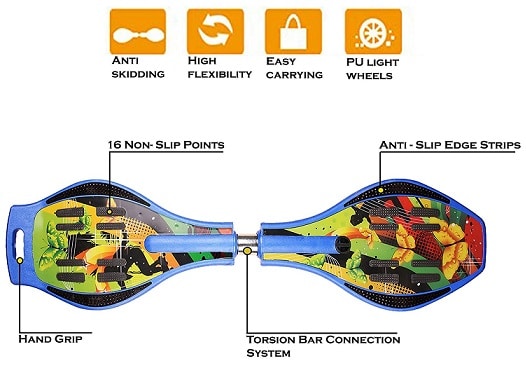 ANTI SKIDDING
HIGH FLEXIBILITY
EASY CARRYING
PU LIGHT WHEELS
16 NON- SLIP POINTS
ANTI - SLIP EDGE STRIPS
HAND GRIP
TORSION BAR CONNECTION
SYSTEM